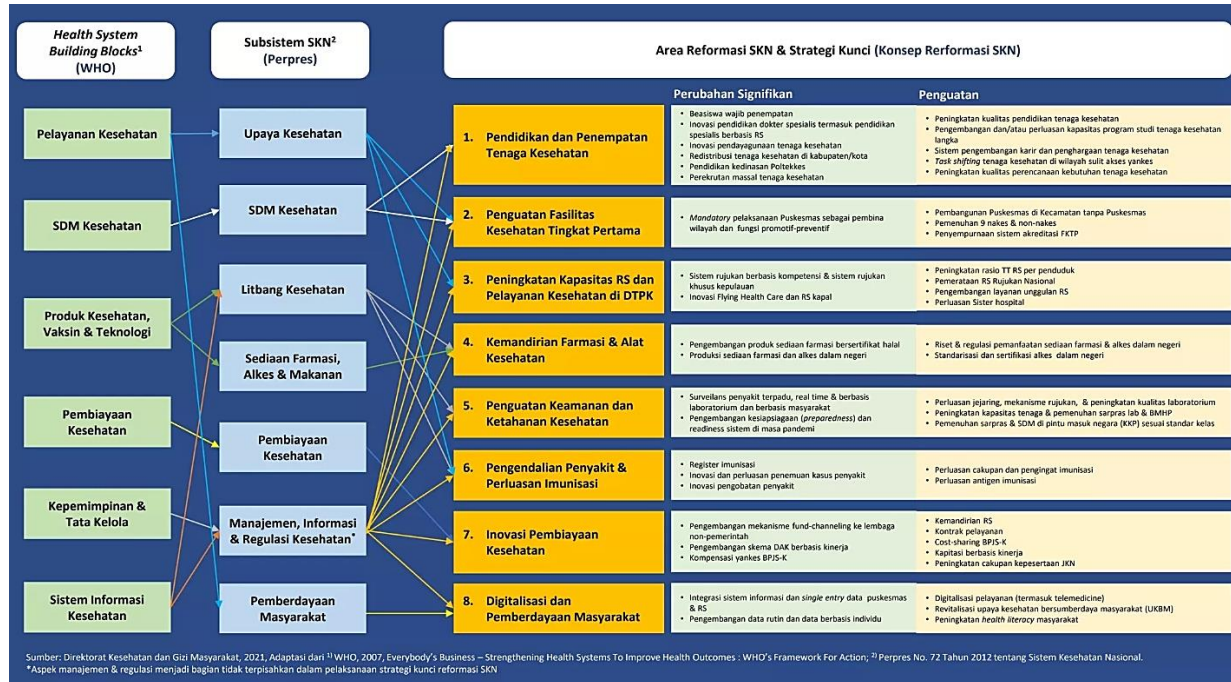 Health System
Building Blocks¹
(WHO)
Subsistem SKN²
(Perpres)
Area Reformasi SKN & Strategi Kunci (Konsep Rerformasi SKN)
Perubahan Signifikan
Penguatan
Pelayanan Kesehatan
SDM Kesehatan
Produk Kesehatan,
Vaksin & Teknologi
Pembiayaan
Kesehatan
Kepemimpinan &
Tata Kelola
Sistem Informasi
Kesehatan
Upaya Kesehatan
SDM Kesehatan
Litbang Kesehatan
Sediaan Farmasi,
Alkes & Makanan
Pembiayaan
Kesehatan
Manajemen, Informasi
& Regulasi Kesehatan*
Pemberdayaan
Masyarakat
1. Pendidikan dan Penempatan
Tenaga Kesehatan
• Beasiswa wajib penempatan
• Inovasi pendidikan dokter spesialis termasuk pendidikan
spesialis berbasis RS
• Inovasi pendayagunaan tenaga kesehatan
• Redistribusi tenaga kesehatan di kabupaten/kota
• Pendidikan kedinasan Poltekkes
• Perekrutan massal tenaga kesehatan
• Peningkatan kualitas pendidikan tenaga kesehatan
• Pengembangan dan/atau perluasan kapasitas program studi tenaga kesehatan
langka
• Sistem pengembangan karir dan penghargaan tenaga kesehatan
• Task shifting tenaga kesehatan di wilayah sulit akses yankes
• Peningkatan kualitas perencanaan kebutuhan tenaga kesehatan
2. Penguatan Fasilitas
Kesehatan Tingkat Pertama
• Mandatory pelaksanaan Puskesmas sebagai pembina
wilayah dan fungsi promotif-preventif
• Pembangunan Puskesmas di Kecamatan tanpa Puskesmas
• Pemenuhan 9 nakes & non-nakes
• Penyempurnaan sistem akreditasi FKTP
3. Peningkatan Kapasitas RS dan
Pelayanan Kesehatan di DTPK
• Sistem rujukan berbasis kompetensi & sistem rujukan
khusus kepulauan
• Inovasi Flying Health Care dan RS kapal
• Peningkatan rasio TT RS per penduduk
• Pemerataan RS Rujukan Nasional
• Pengembangan layanan unggulan RS
• Perluasan Sister hospital
4. Kemandirian Farmasi & Alat
Kesehatan
• Pengembangan produk sediaan farmasi bersertifikat halal
• Produksi sediaan farmasi dan alkes dalam negeri
• Riset & regulasi pemanfaatan sediaan farmasi & alkes dalam negeri
• Standarisasi dan sertifikasi alkes dalam negeri
5. Penguatan Keamanan dan
Ketahanan Kesehatan
• Surveilans penyakit terpadu, real time & berbasis
laboratorium dan berbasis masyarakat
• Pengembangan kesiapsiagaan (preparedness) dan
readiness sistem di masa pandemi
• Perluasan jejaring, mekanisme rujukan, & peningkatan kualitas laboratorium
• Peningkatan kapasitas tenaga & pemenuhan sarpras lab & BMHP
• Pemenuhan sarpras & SDM di pintu masuk negara (KKP) sesuai standar kelas
6. Pengendalian Penyakit &
Perluasan Imunisasi
• Register imunisasi
• Inovasi dan perluasan penemuan kasus penyakit
• Inovasi pengobatan penyakit
• Perluasan cakupan dan pengingat imunisasi
• Perluasan antigen imunisasi
7. Inovasi Pembiayaan
Kesehatan
• Pengembangan mekanisme fund-channeling ke lembaga
non-pemerintah
• Pengembangan skema DAK berbasis kinerja
• Kompensasi yankes BPJS-K
• Kemandirian RS
• Kontrak pelayanan
• Cost-sharing BPJS-K
• Kapitasi berbasis kinerja
• Peningkatan cakupan kepesertaan JKN
8. Digitalisasi dan
Pemberdayaan Masyarakat
• Integrasi sistem informasi dan single entry data puskesmas
& RS
• Pengembangan data rutin dan data berbasis individu
• Digitalisasi pelayanan (termasuk telemedicine)
• Revitalisasi upaya kesehatan bersumberdaya masyarakat (UKBM)
• Peningkatan health literacy masyarakat
Sumber: Direktorat Kesehatan dan Gizi Masyarakat, 2021, Adaptasi dari ¹⁾ WHO, 2007, Everybody's Business – Strengthening Health Systems To Improve Health Outcomes : WHO's Framework For Action; ²⁾ Perpres No. 72 Tahun 2012 tentang Sistem Kesehatan Nasional.
*Aspek manajemen & regulasi menjadi bagian tidak terpisahkan dalam pelaksanaan strategi kunci reformasi SKN